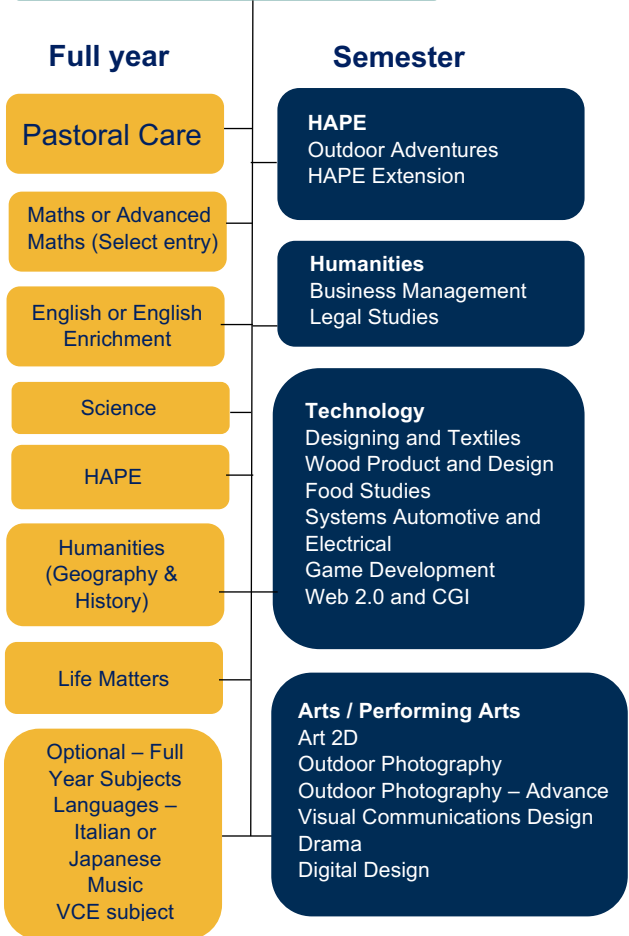 Full year
Pastoral Care
Maths or Advanced
Maths (Select entry)
English or English
Enrichment
Science
HAPE
Humanities
(Geography &
History)
Life Matters
Optional – Full
Year Subjects
Languages –
Italian or
Japanese
Music
VCE subject
Semester
HAPE
Outdoor Adventures
HAPE Extension
Humanities
Business Management
Legal Studies
Technology
Designing and Textiles
Wood Product and Design
Food Studies
Systems Automotive and
Electrical
Game Development
Web 2.0 and CGI
Arts / Performing Arts
Art 2D
Outdoor Photography
Outdoor Photography – Advance
Visual Communications Design
Drama
Digital Design